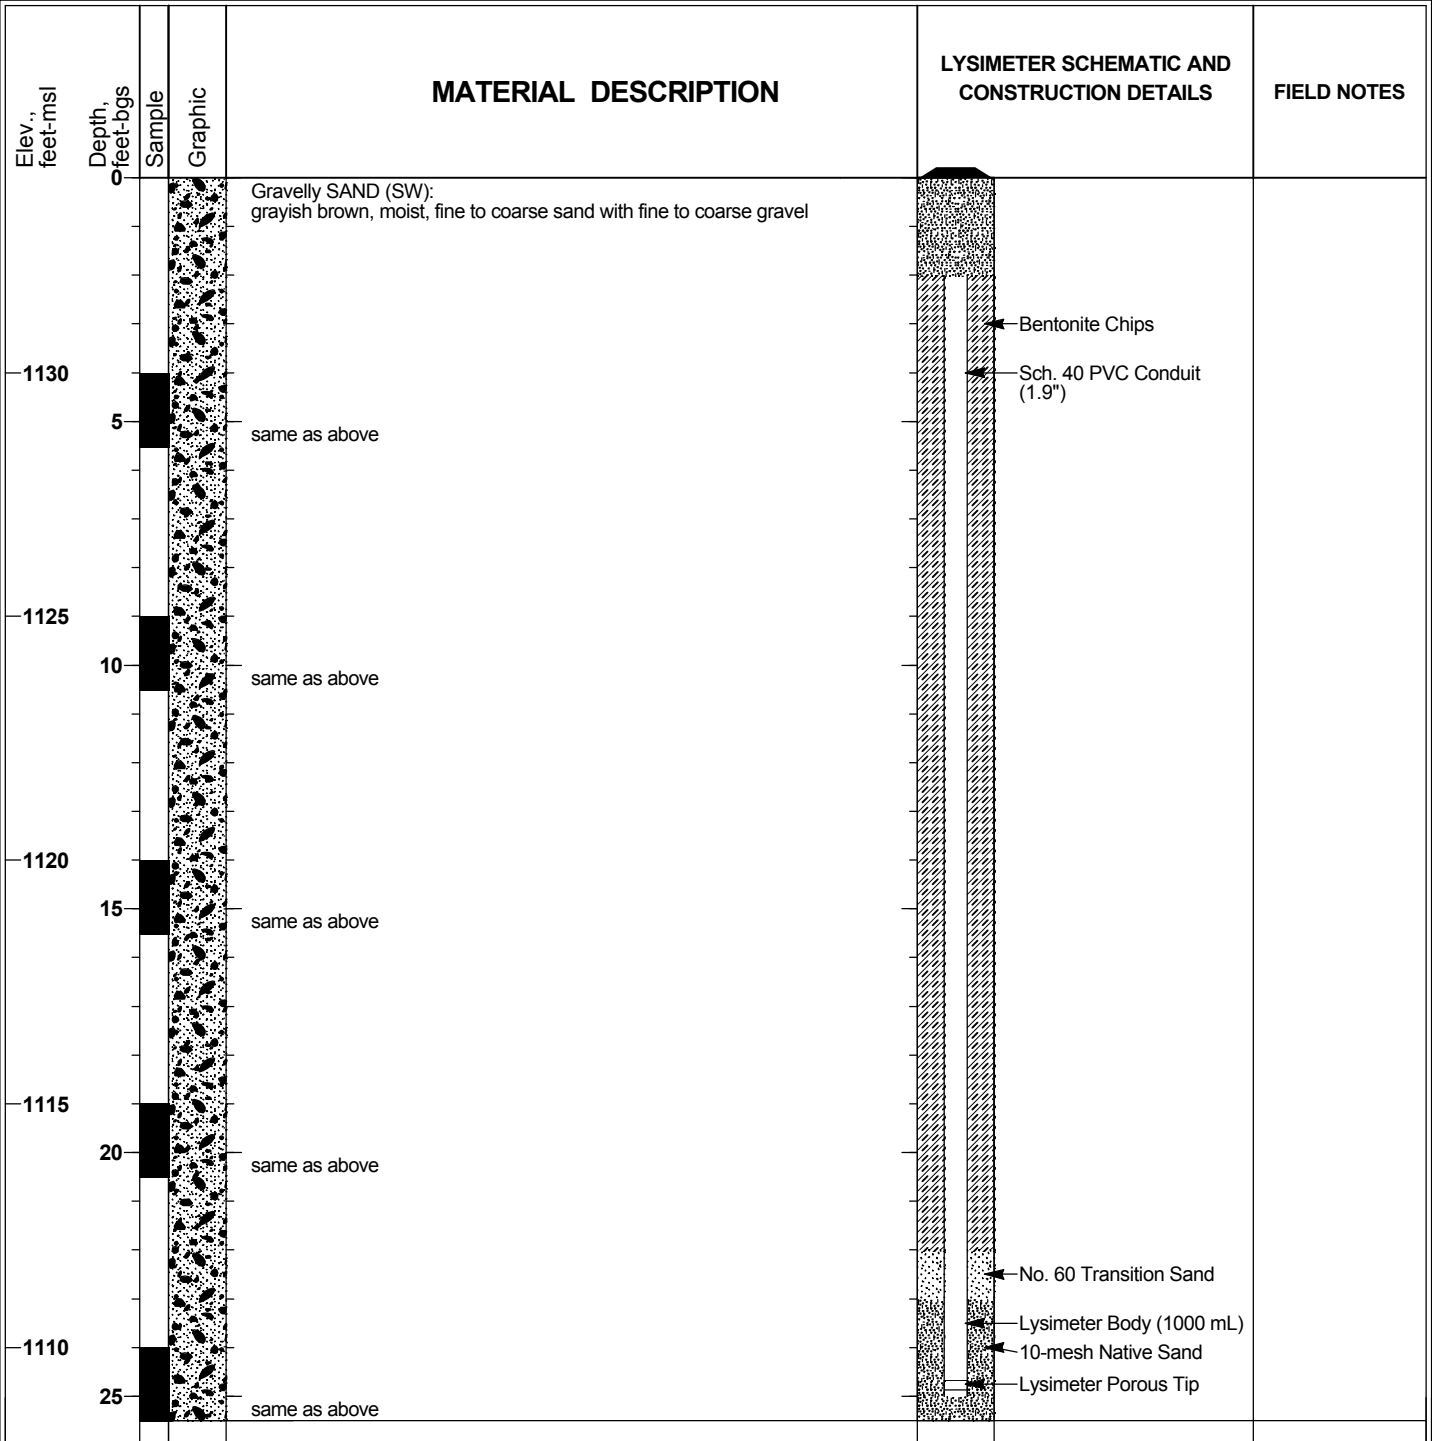 Elev.,
feet-msl
Depth,
feet-bgs
Sample
Graphic
MATERIAL DESCRIPTION
LYSIMETER SCHEMATIC AND
CONSTRUCTION DETAILS
FIELD NOTES
0
Gravelly SAND (SW):
grayish brown, moist, fine to coarse sand with fine to coarse gravel
Bentonite Chips
1130
Sch. 40 PVC Conduit
(1.9")
5
same as above
1125
10
same as above
1120
15
same as above
1115
20
same as above
No. 60 Transition Sand
Lysimeter Body (1000 mL)
1110
10-mesh Native Sand
Lysimeter Porous Tip
25
same as above